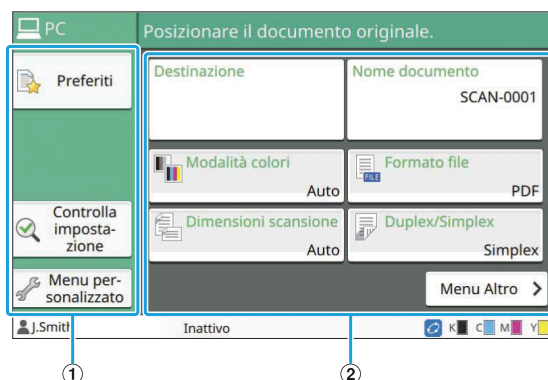 PC
Posizionare il documento originale.
Preferiti
Controlla
imposta-
zione
Menu per-
sonalizzato
Destinazione
Nome documento
SCAN-0001
Modalità colori
Auto
Formato file
FILE
PDF
Dimensioni scansione
Auto
Duplex/Simplex
Simplex
Menu Altro
J.Smith
Inattivo
K C M Y
1
2